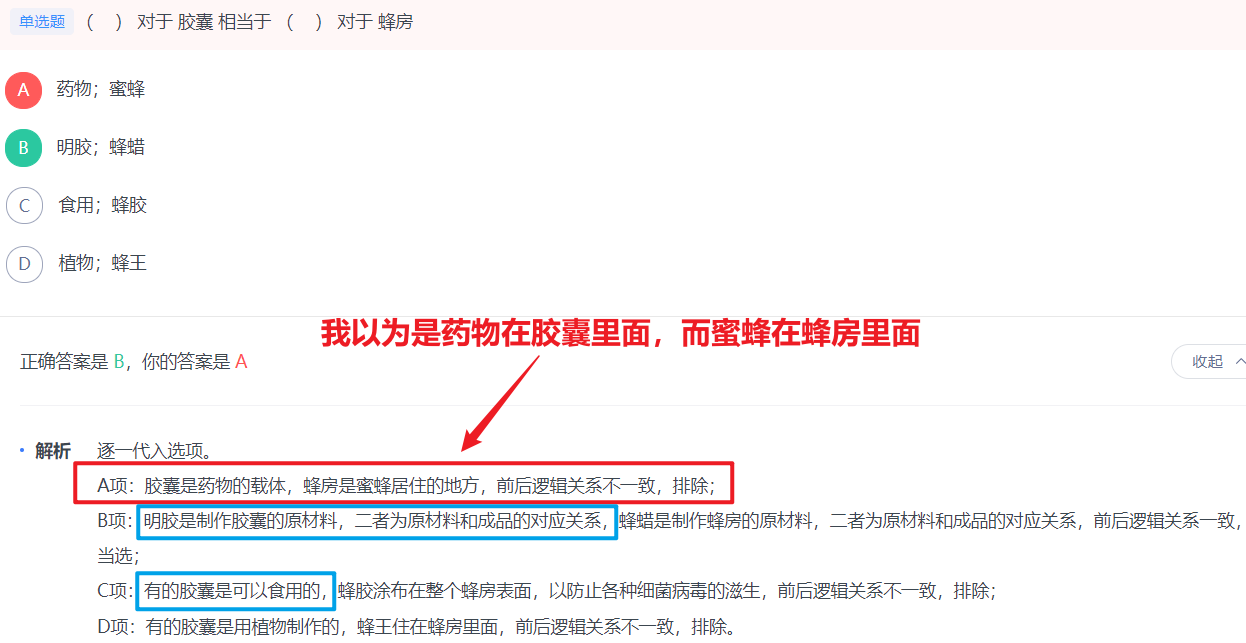 单选题 （ ） 对于 胶囊 相当于 （ ） 对于 蜂房
A 药物；蜜蜂
B 明胶；蜂蜡
C 食用；蜂胶
D 植物；蜂王
我以为是药物在胶囊里面，而蜜蜂在蜂房里面
正确答案是 B，你的答案是 A
收起
· 解析 逐一代入选项。
A项：胶囊是药物的载体，蜂房是蜜蜂居住的地方，前后逻辑关系不一致，排除；
B项：明胶是制作胶囊的原材料，二者为原材料和成品的对应关系，蜂蜡是制作蜂房的原材料，二者为原材料和成品的对应关系，前后逻辑关系一致，
当选；
C项：有的胶囊是可以食用的，蜂胶涂布在整个蜂房表面，以防止各种细菌病毒的滋生，前后逻辑关系不一致，排除；
D项：有的胶囊是用植物制作的，蜂王住在蜂房里面，前后逻辑关系不一致，排除。